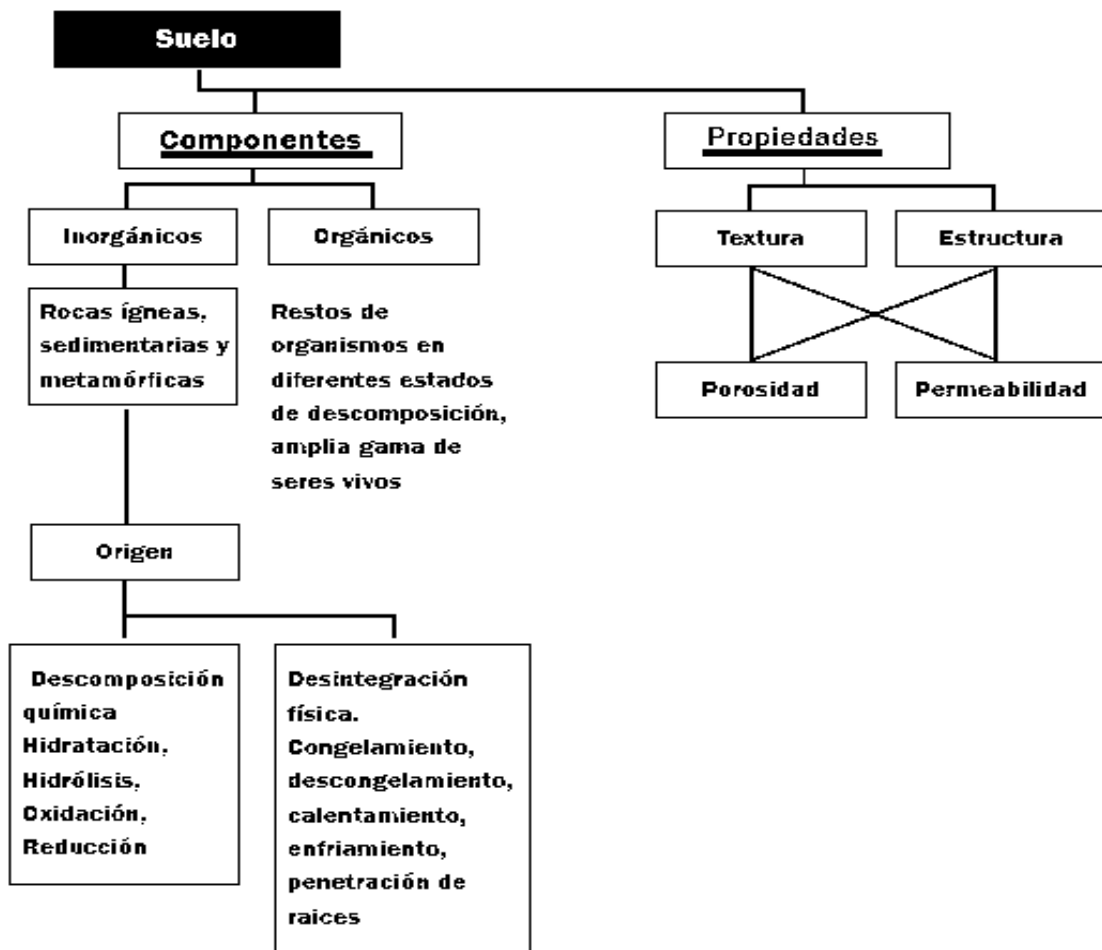 Suelo
Componentes
Propiedades
Inorgánicos
Orgánicos
Textura
Estructura
Rocas ígneas,
sedimentarias y
metamórficas
Restos de
organismos en
diferentes estados
de descomposición,
amplia gama de
seres vivos
Porosidad
Permeabilidad
Origen
Descomposición
química
Hidratación,
Hidrólisis,
Oxidación,
Reducción
Desintegración
física.
Congelamiento,
descongelamiento,
calentamiento,
enfriamiento,
penetración de
raices